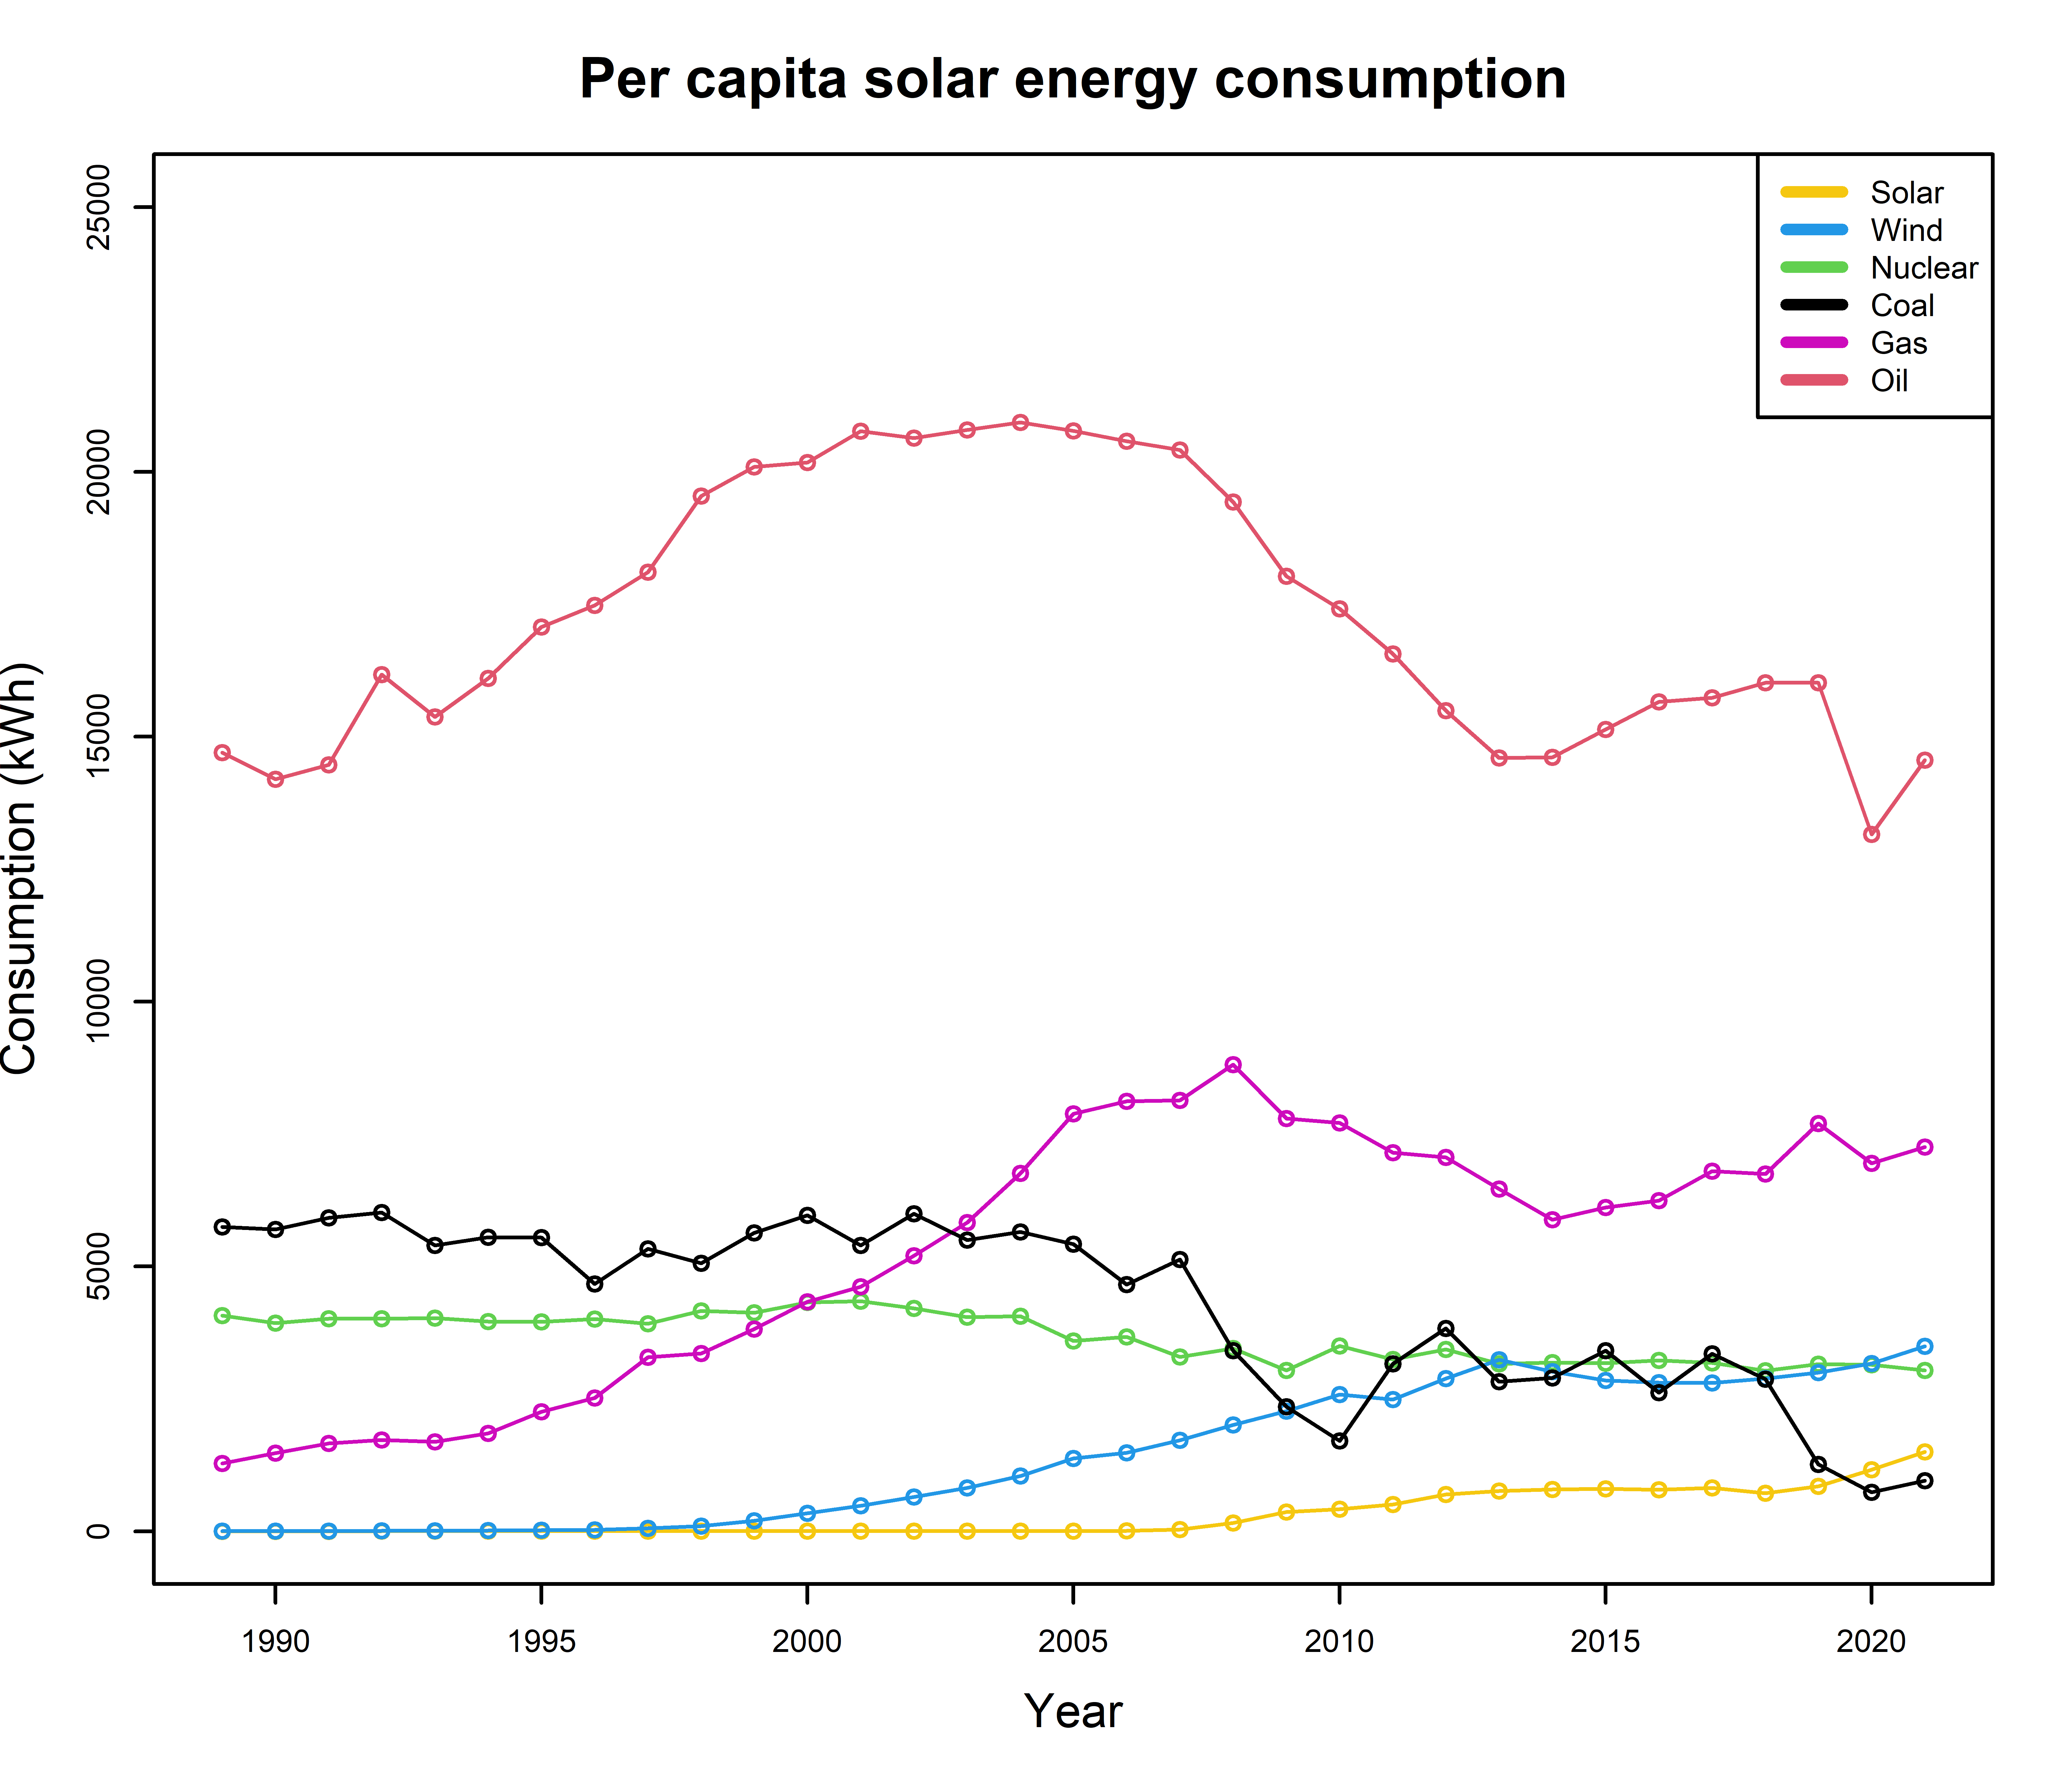 Per capita solar energy consumption
Solar
Wind
Nuclear
Coal
Gas
Oil
Consumption (kWh)
25000
20000
15000
10000
5000
0
1990 1995 2000 2005 2010 2015 2020
Year